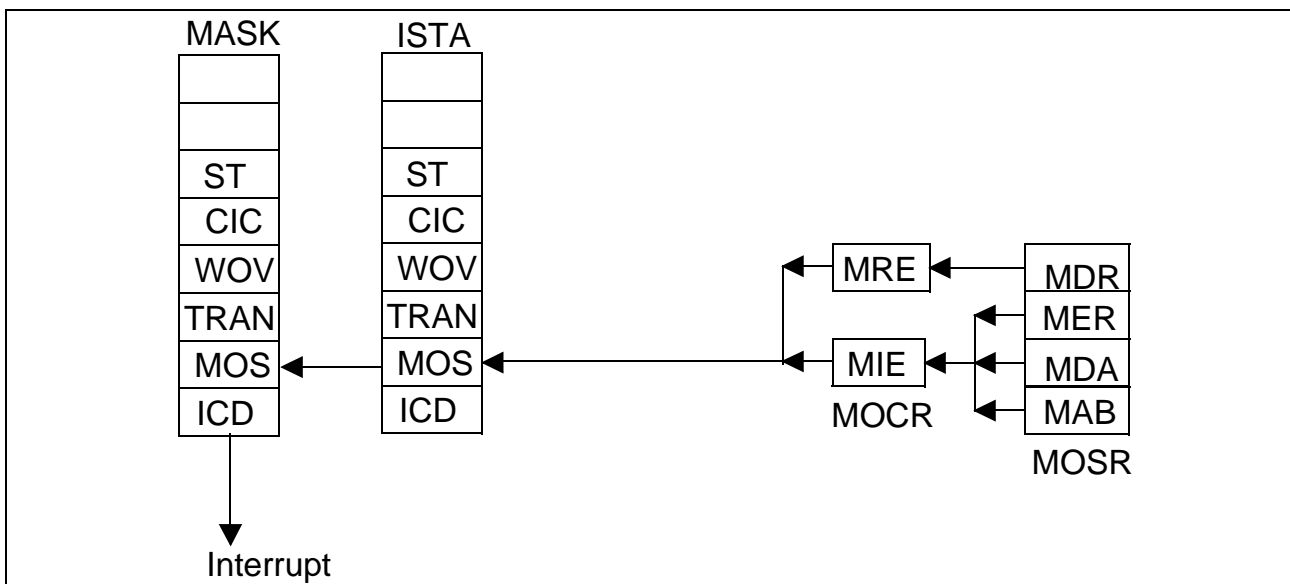 MASK
ISTA
ST
CIC
WOV
TRAN
MOS
ICD
ST
CIC
WOV
TRAN
MOS
ICD
MRE
MIE
MOCR
MDR
MER
MDA
MAB
MOSR
Interrupt